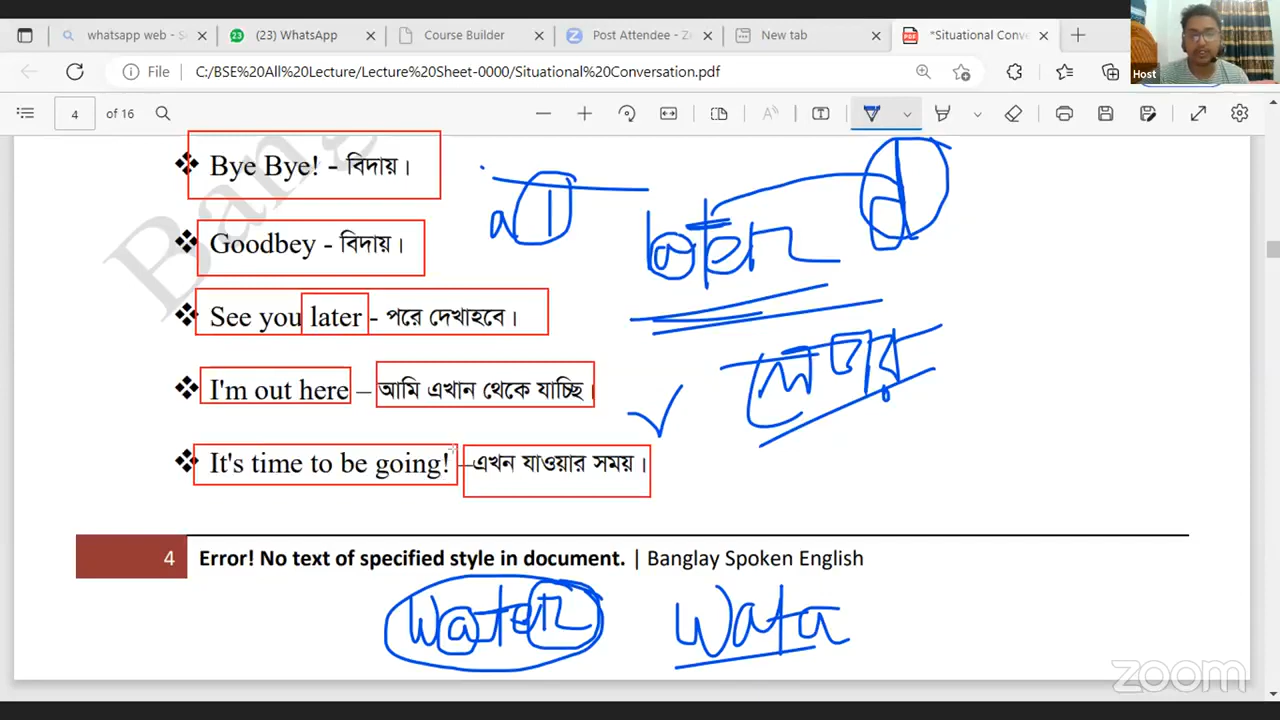 whatsapp web - Se
(23) WhatsApp
Course Builder
Post Attendee - Z
New tab
*Situational Conve
Host
File
C:/BSE%20All%20Lecture/Lecture%20Sheet-0000/Situational%20Conversation.pdf
4 of 16
❖ Bye Bye! - বিদায়।
❖ Goodbey - বিদায়।
❖ See you later - পরে দেখাহবে।
❖ I'm out here – আমি এখান থেকে যাচ্ছি।
❖ It's time to be going! –এখন যাওয়ার সময়।
al later d
লেডার
4 Error! No text of specified style in document. | Banglay Spoken English
Water Wata
zoom